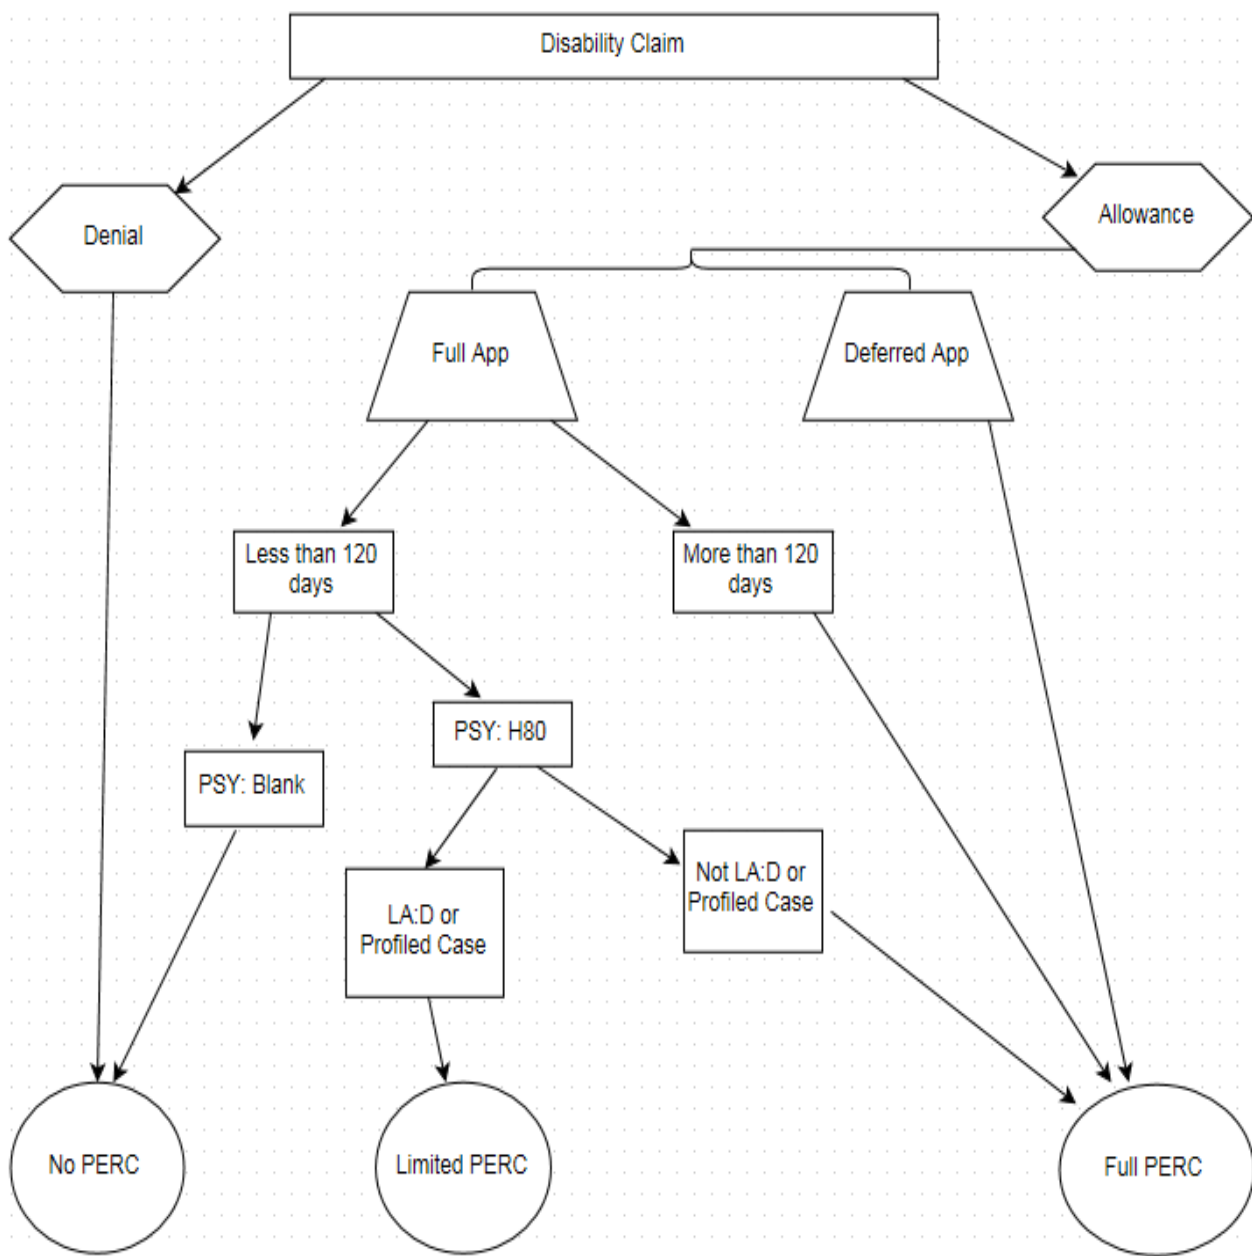 Disability Claim
Denial
Allowance
Full App
Deferred App
Less than 120
days
More than 120
days
PSY: H80
PSY: Blank
LA:D or
Profiled Case
Not LA:D or
Profiled Case
No PERC
Limited PERC
Full PERC